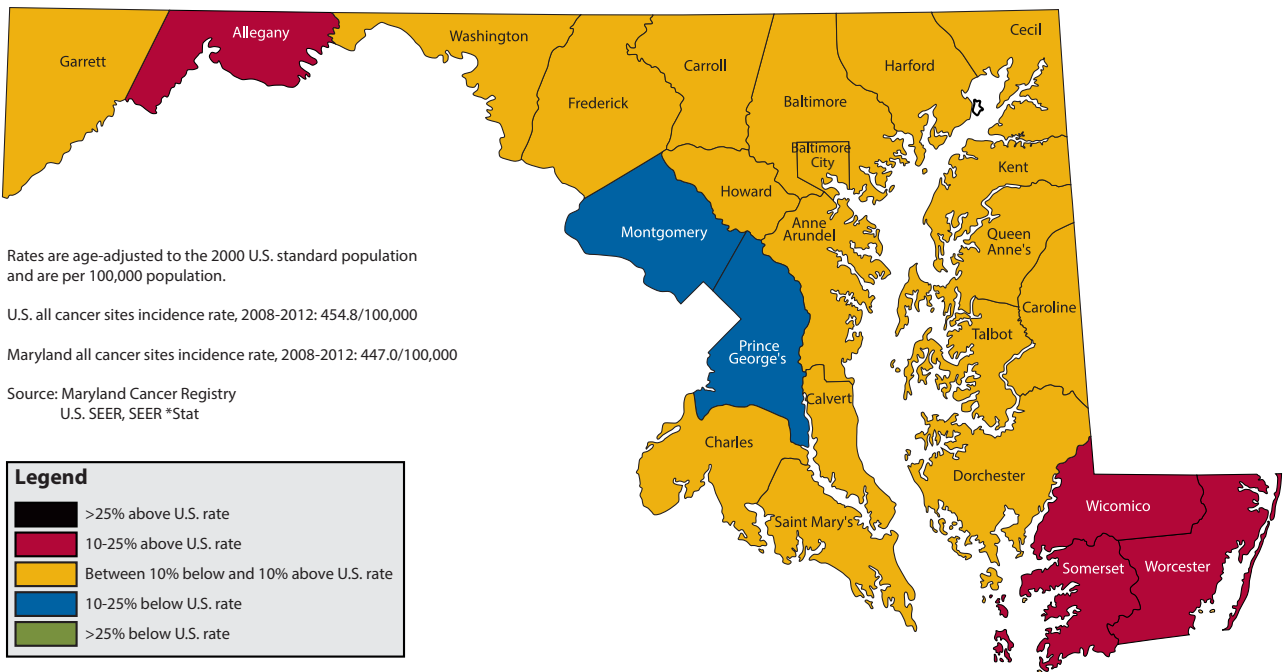 Garrett
Allegany
Washington
Frederick
Carroll
Baltimore
Harford
Cecil
Baltimore
City
Howard
Kent
Montgomery
Anne
Arundel
Queen
Anne's
Caroline
Talbot
Prince
George's
Calvert
Charles
Saint Mary's
Dorchester
Wicomico
Somerset
Worcester
Rates are age-adjusted to the 2000 U.S. standard population
and are per 100,000 population.
U.S. all cancer sites incidence rate, 2008-2012: 454.8/100,000
Maryland all cancer sites incidence rate, 2008-2012: 447.0/100,000
Source: Maryland Cancer Registry
U.S. SEER, SEER *Stat
Legend
>25% above U.S. rate
10-25% above U.S. rate
Between 10% below and 10% above U.S. rate
10-25% below U.S. rate
>25% below U.S. rate